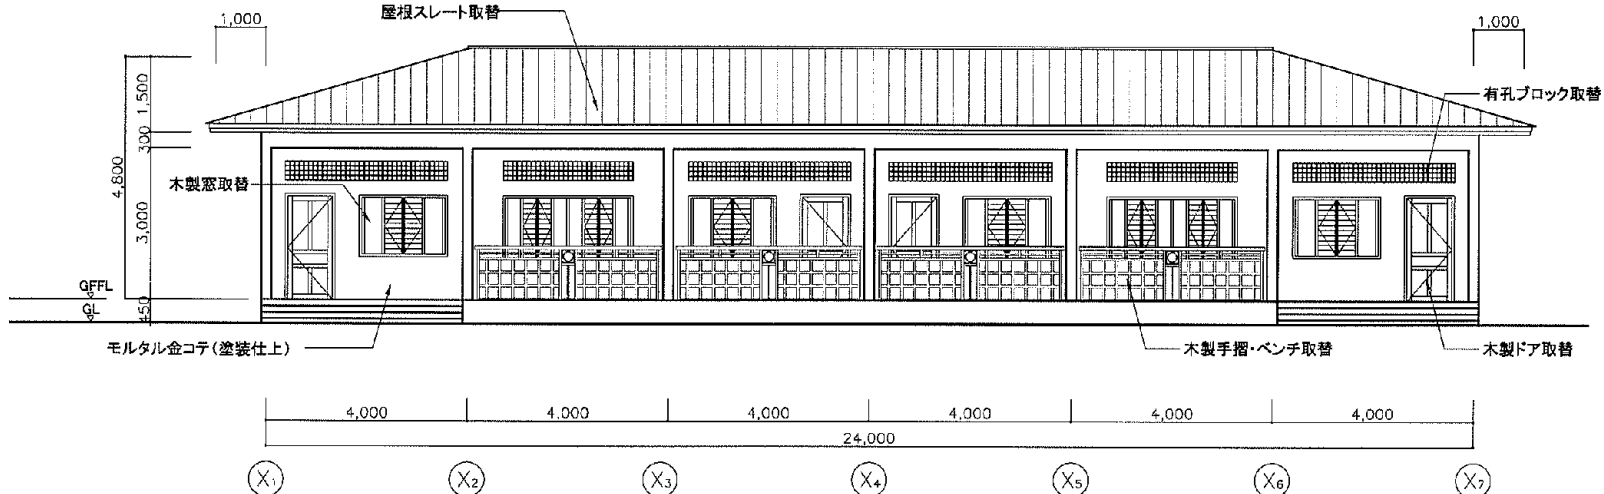 屋根スレート取替
1,000
1,000
有孔ブロック取替
1,500
300
4,800
3,000
木製窓取替
GFFL
GL
450
モルタル金コテ(塗装仕上)
木製手摺・ベンチ取替
木製ドア取替
4,000
4,000
4,000
4,000
4,000
4,000
24,000
X1
X2
X3
X4
X5
X6
X7